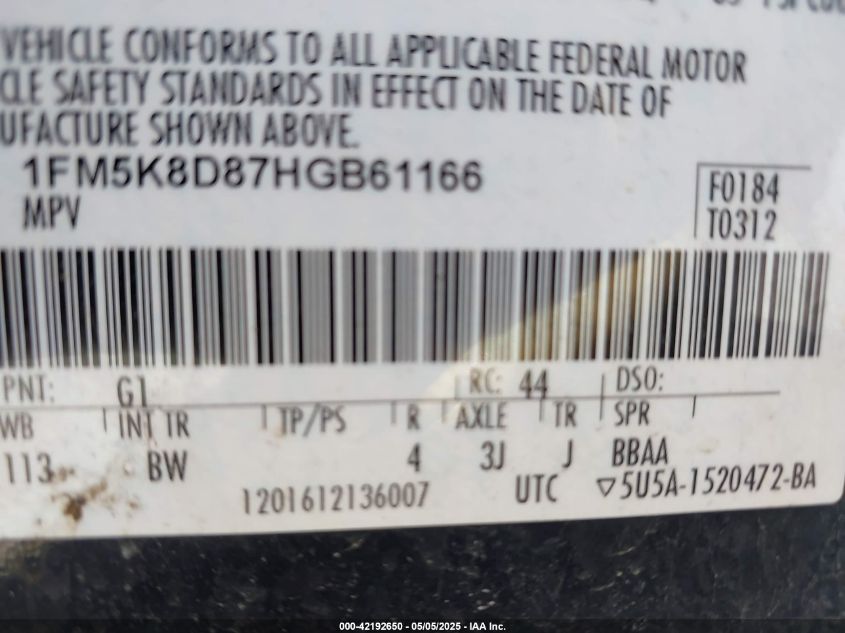 VEHICLE CONFORMS TO ALL APPLICABLE FEDERAL MOTOR
CLE SAFETY STANDARDS IN EFFECT ON THE DATE OF
UFACTURE SHOWN ABOVE.
1FM5K8D87HGB61166
MPV
F0184
T0312
PNT: G1 RC: 44 DSO:
WB INT TR TP/PS R AXLE TR SPR
113 BW 4 3J J BBAA
1201612136007 UTC ▽5U5A-1520472-BA
000-42192650 - 05/05/2025 - IAA Inc.